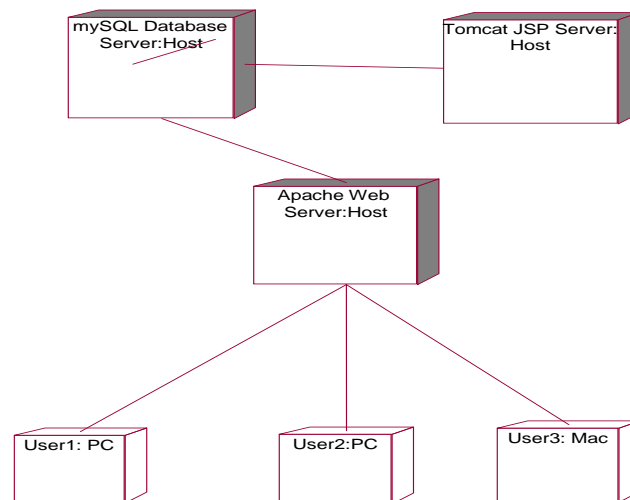 mySQL Database
Server:Host
Tomcat JSP Server:
Host
Apache Web
Server:Host
User1: PC
User2:PC
User3: Mac